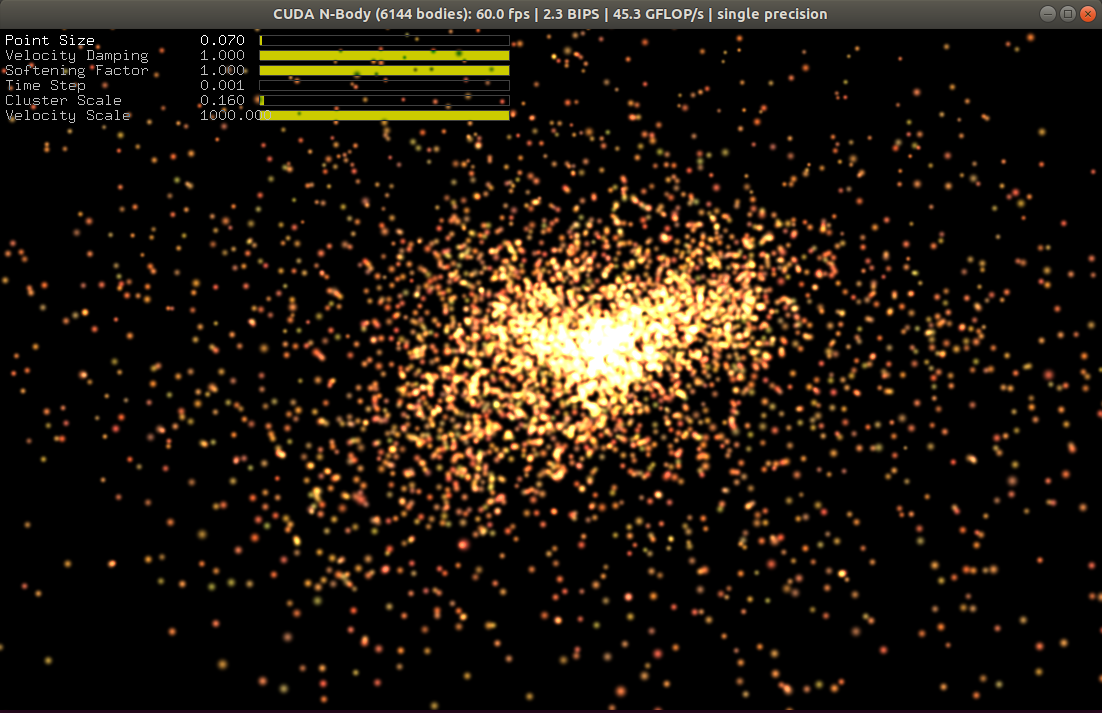 CUDA N-Body (6144 bodies): 60.0 fps | 2.3 BIPS | 45.3 GFLOP/s | single precision
Point Size 0.070
Velocity Damping 1.000
Softening Factor 1.000
Time Step 0.001
Cluster Scale 0.160
Velocity Scale 1000.000